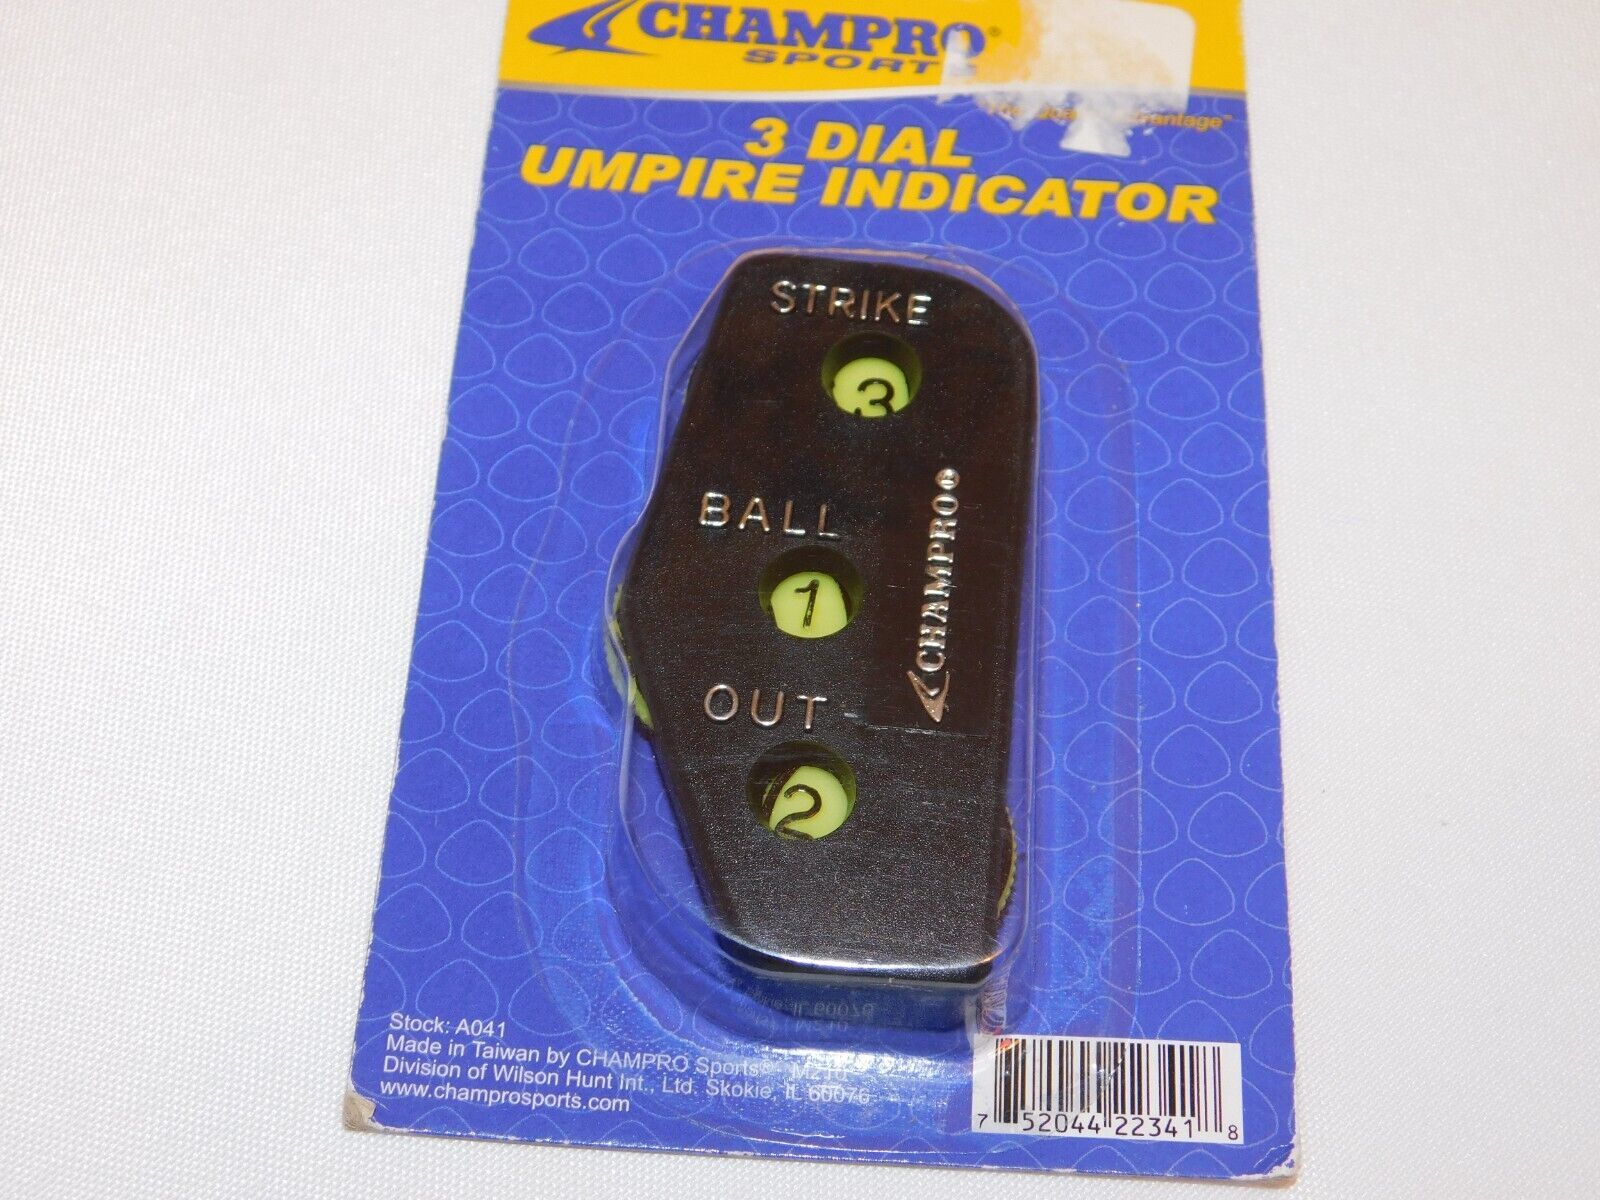 CHAMPRO®
SPORTS
3 DIAL
UMPIRE INDICATOR
STRIKE
3
BALL
1
CHAMPRO®
OUT
2
Stock: A041
Made in Taiwan by CHAMPRO Sports®
Division of Wilson Hunt Int., Ltd. Skokie, IL 60076
www.champrosports.com
7 52044 22341 8